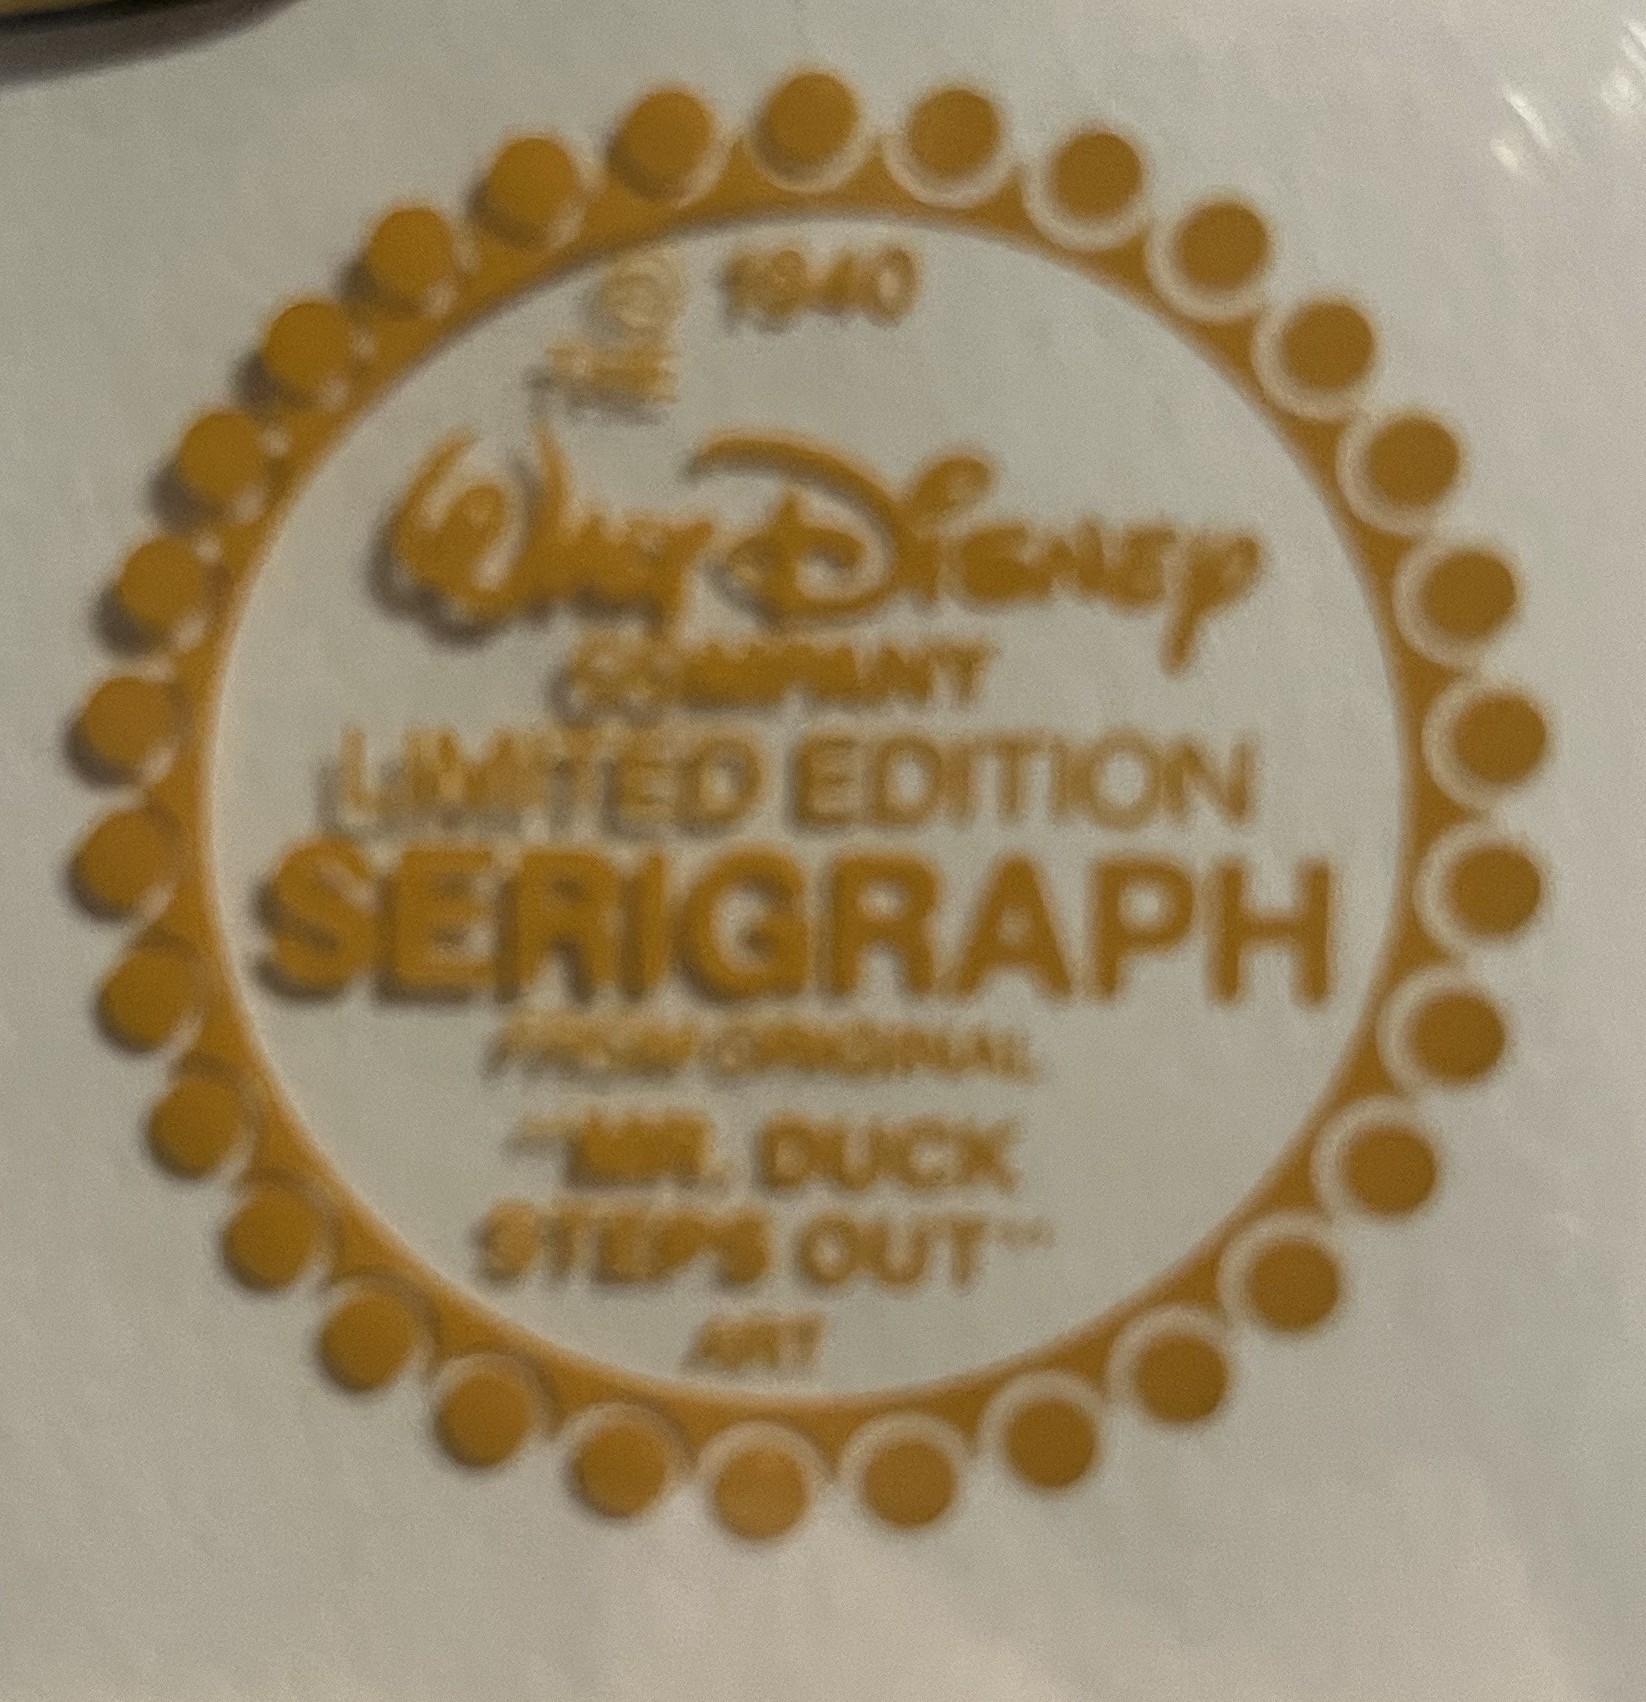 © 1940
THE
WALT DISNEY
COMPANY
LIMITED EDITION
SERIGRAPH
FROM ORIGINAL
"MR. DUCK
STEPS OUT"
ART